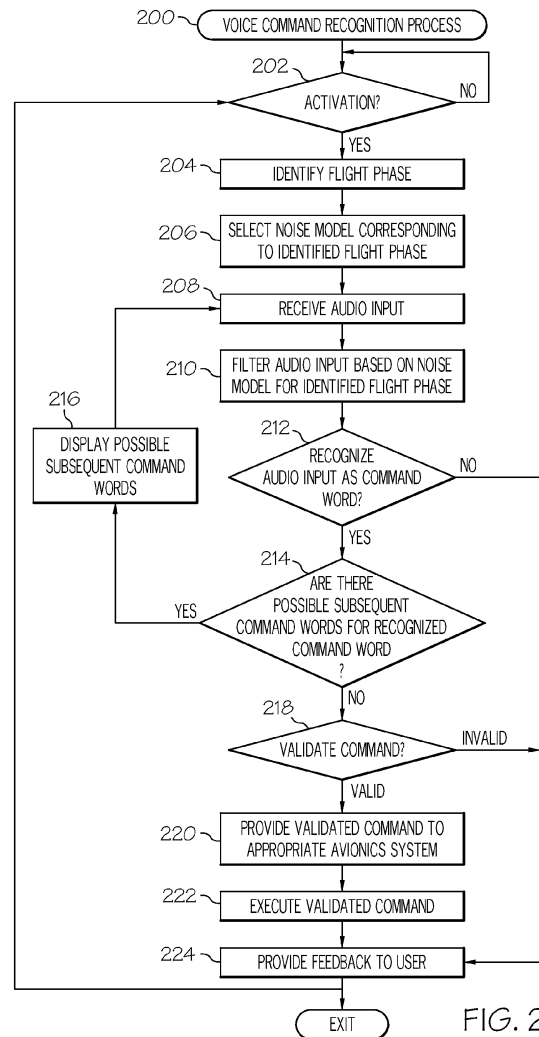 200
VOICE COMMAND RECOGNITION PROCESS
202
ACTIVATION?
NO
YES
204
IDENTIFY FLIGHT PHASE
206
SELECT NOISE MODEL CORRESPONDING
TO IDENTIFIED FLIGHT PHASE
208
RECEIVE AUDIO INPUT
210
FILTER AUDIO INPUT BASED ON NOISE
MODEL FOR IDENTIFIED FLIGHT PHASE
216
DISPLAY POSSIBLE
SUBSEQUENT COMMAND
WORDS
212
RECOGNIZE
AUDIO INPUT AS COMMAND
WORD?
NO
YES
214
ARE THERE
POSSIBLE SUBSEQUENT
COMMAND WORDS FOR RECOGNIZED
COMMAND WORD
?
YES
NO
218
VALIDATE COMMAND?
INVALID
VALID
220
PROVIDE VALIDATED COMMAND TO
APPROPRIATE AVIONICS SYSTEM
222
EXECUTE VALIDATED COMMAND
224
PROVIDE FEEDBACK TO USER
EXIT
FIG. 2